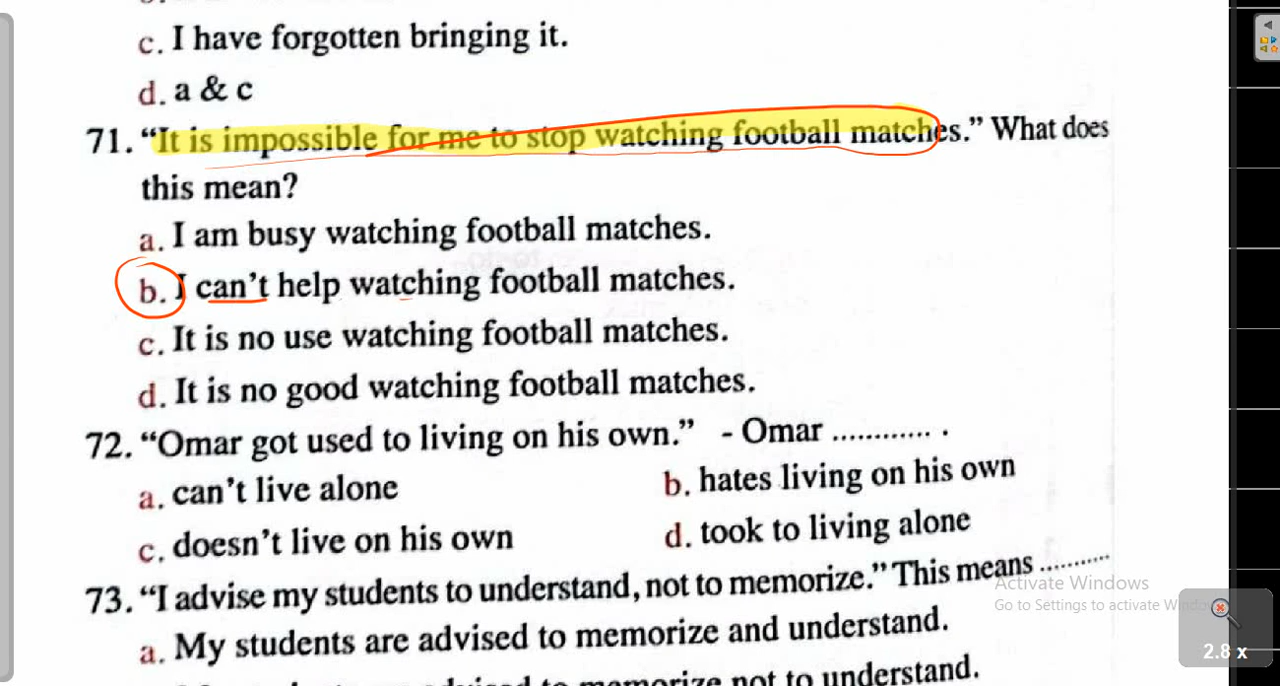 c. I have forgotten bringing it.
d. a & c
71. “It is impossible for me to stop watching football matches.” What does
this mean?
a. I am busy watching football matches.
b. I can’t help watching football matches.
c. It is no use watching football matches.
d. It is no good watching football matches.
72. “Omar got used to living on his own.” - Omar ............. .
a. can’t live alone b. hates living on his own
c. doesn’t live on his own d. took to living alone
73. “I advise my students to understand, not to memorize.” This means ..........
Activate Windows
Go to Settings to activate Windows
a. My students are advised to memorize and understand.
2.8 x
memorize not to understand.